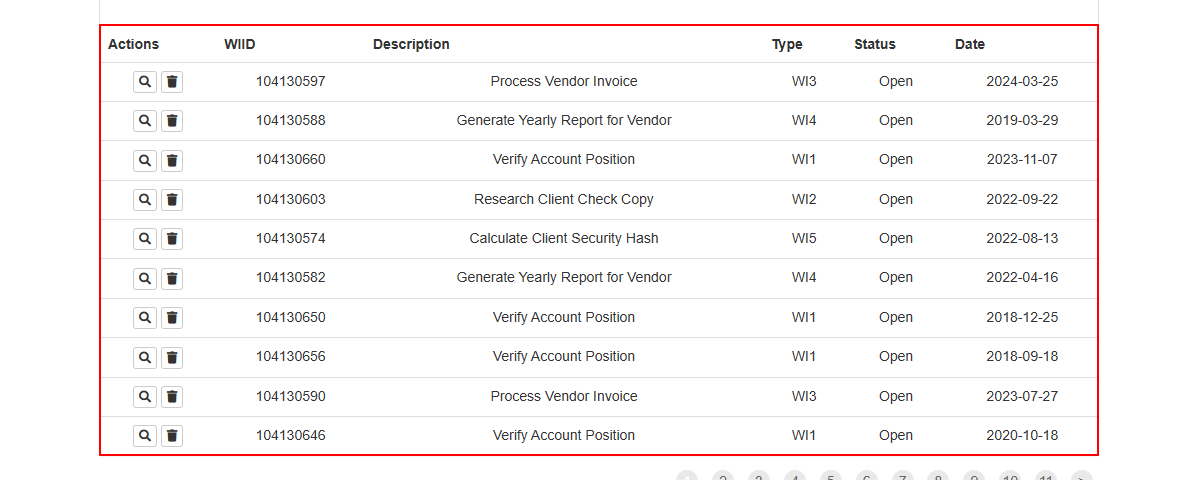 Actions WIID Description Type Status Date
104130597 Process Vendor Invoice WI3 Open 2024-03-25
104130588 Generate Yearly Report for Vendor WI4 Open 2019-03-29
104130660 Verify Account Position WI1 Open 2023-11-07
104130603 Research Client Check Copy WI2 Open 2022-09-22
104130574 Calculate Client Security Hash WI5 Open 2022-08-13
104130582 Generate Yearly Report for Vendor WI4 Open 2022-04-16
104130650 Verify Account Position WI1 Open 2018-12-25
104130656 Verify Account Position WI1 Open 2018-09-18
104130590 Process Vendor Invoice WI3 Open 2023-07-27
104130646 Verify Account Position WI1 Open 2020-10-18
1 2 3 4 5 6 7 8 9 10 11 >